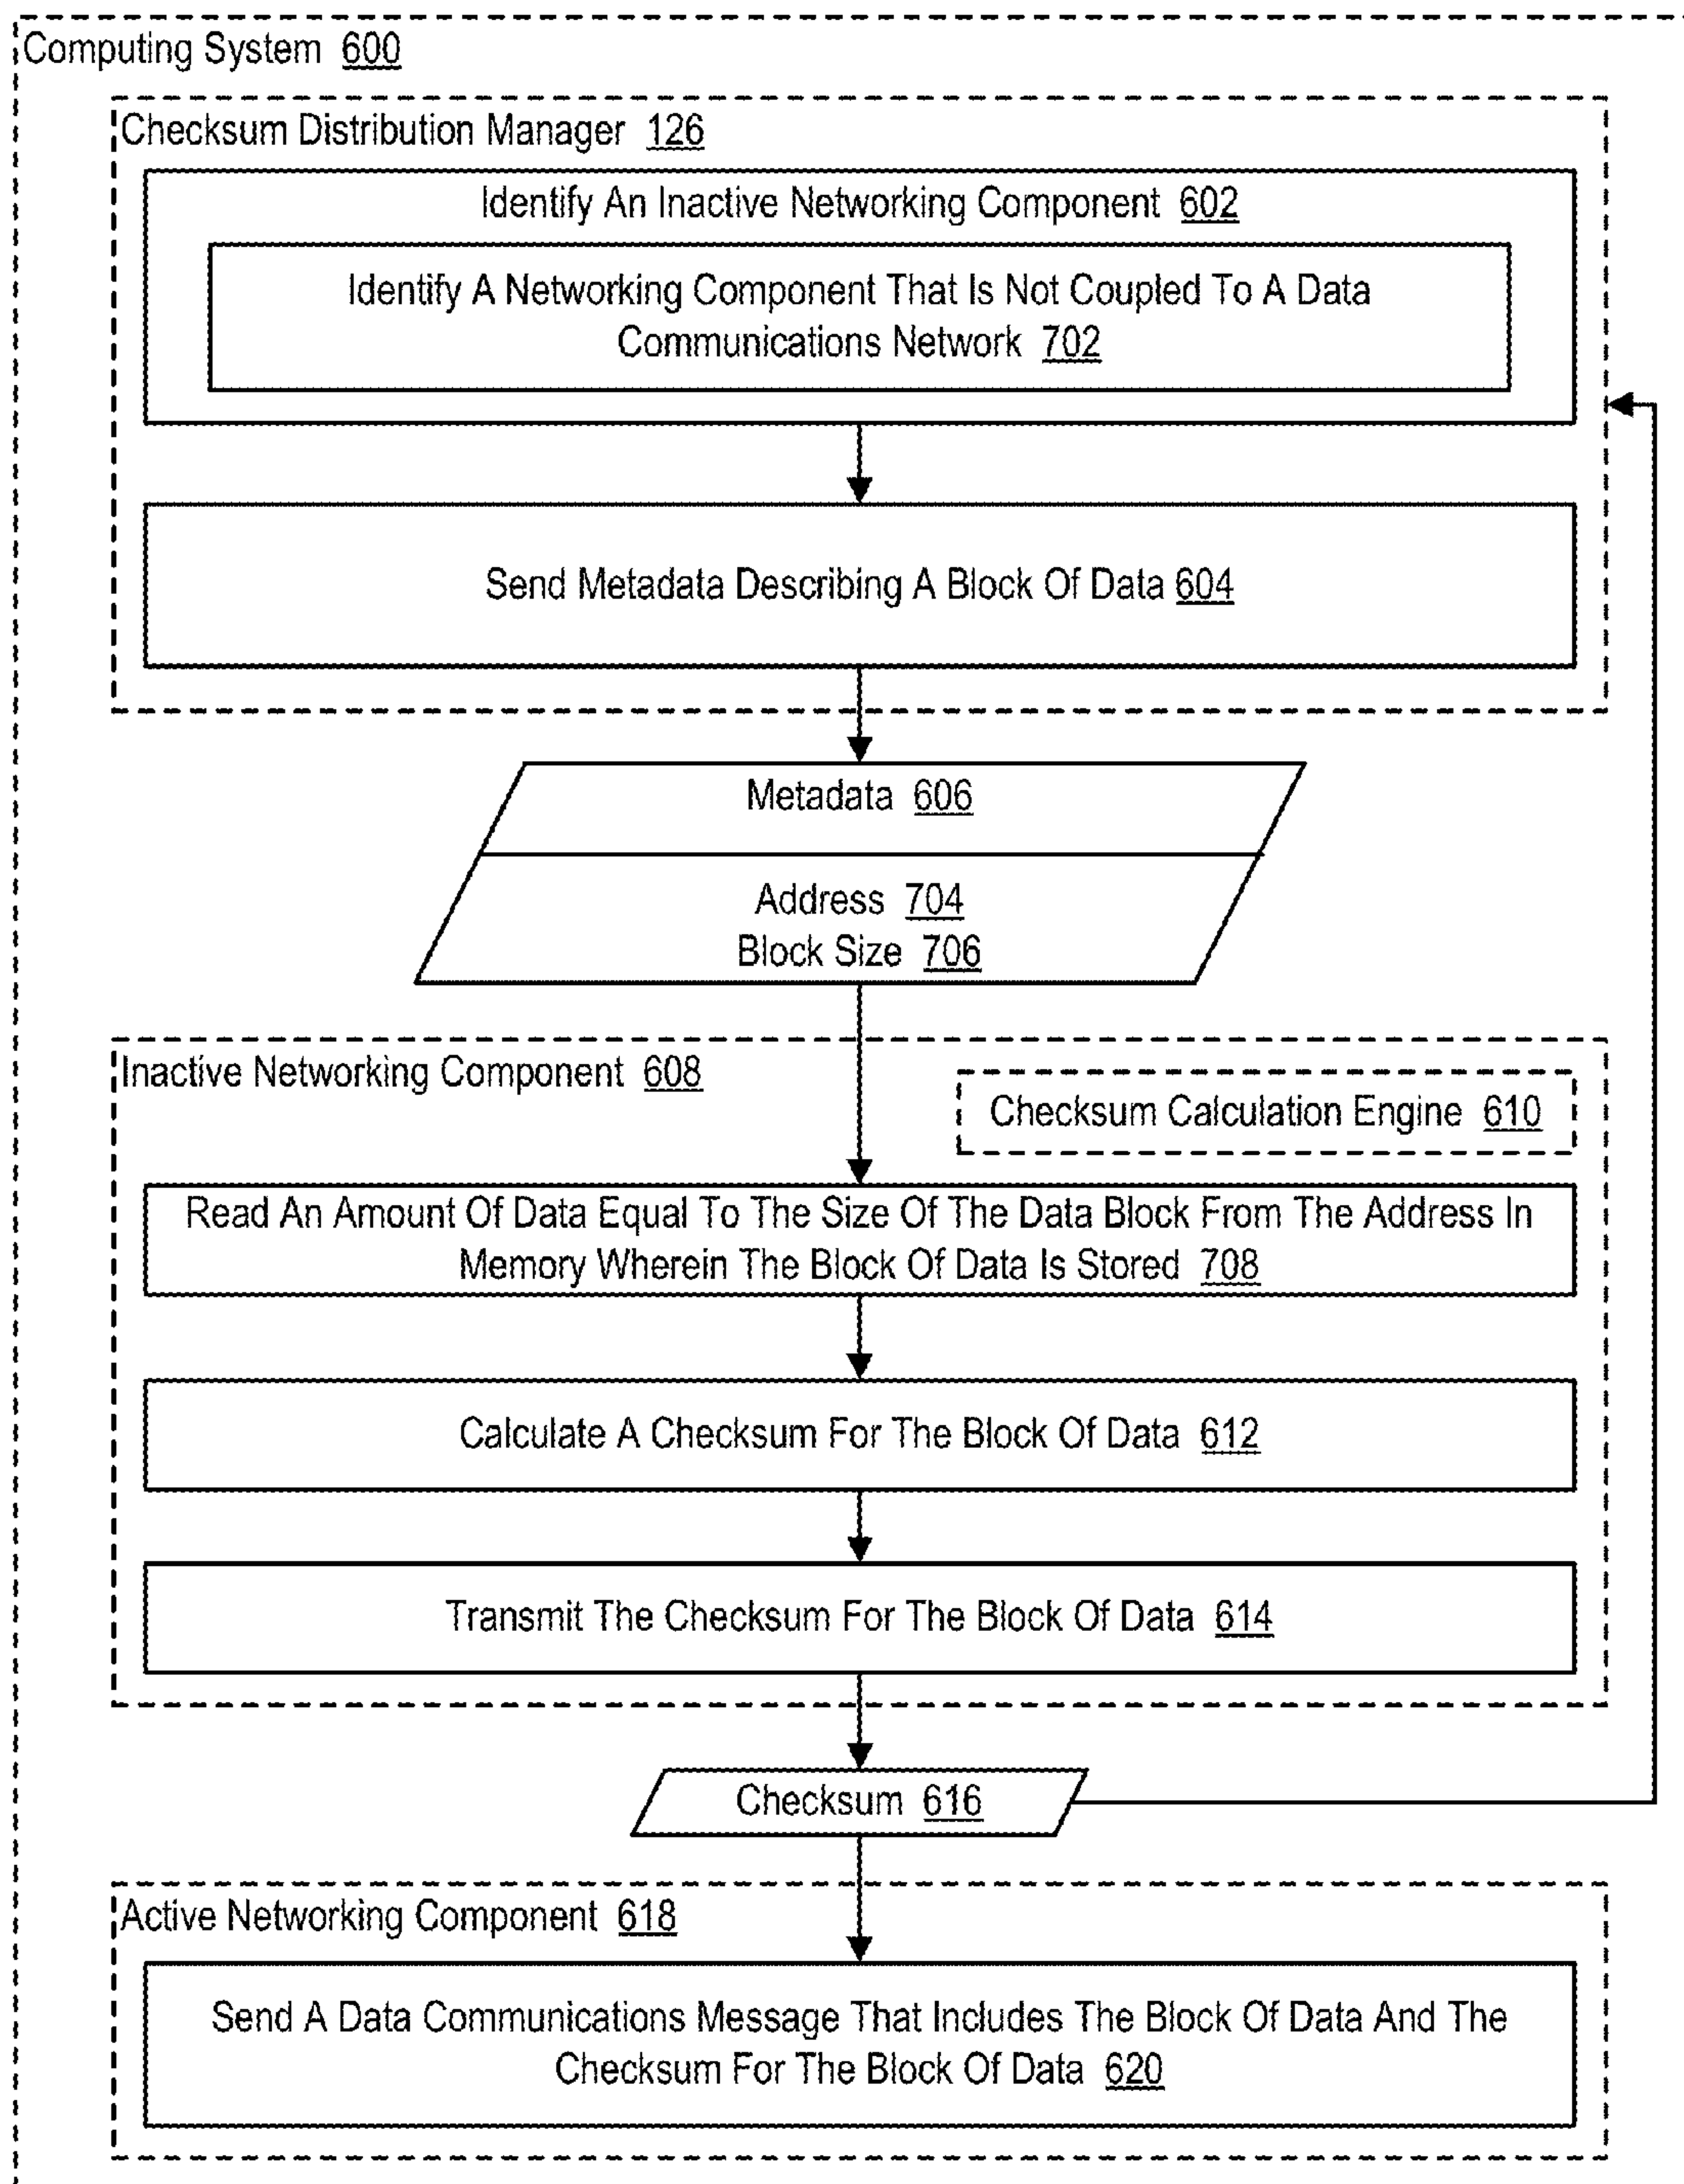 Computing System 600
Checksum Distribution Manager 126
Identify An Inactive Networking Component 602
Identify A Networking Component That Is Not Coupled To A Data
Communications Network 702
Send Metadata Describing A Block Of Data 604
Metadata 606
Address 704
Block Size 706
Inactive Networking Component 608
Checksum Calculation Engine 610
Read An Amount Of Data Equal To The Size Of The Data Block From The Address In
Memory Wherein The Block Of Data Is Stored 708
Calculate A Checksum For The Block Of Data 612
Transmit The Checksum For The Block Of Data 614
Checksum 616
Active Networking Component 618
Send A Data Communications Message That Includes The Block Of Data And The
Checksum For The Block Of Data 620